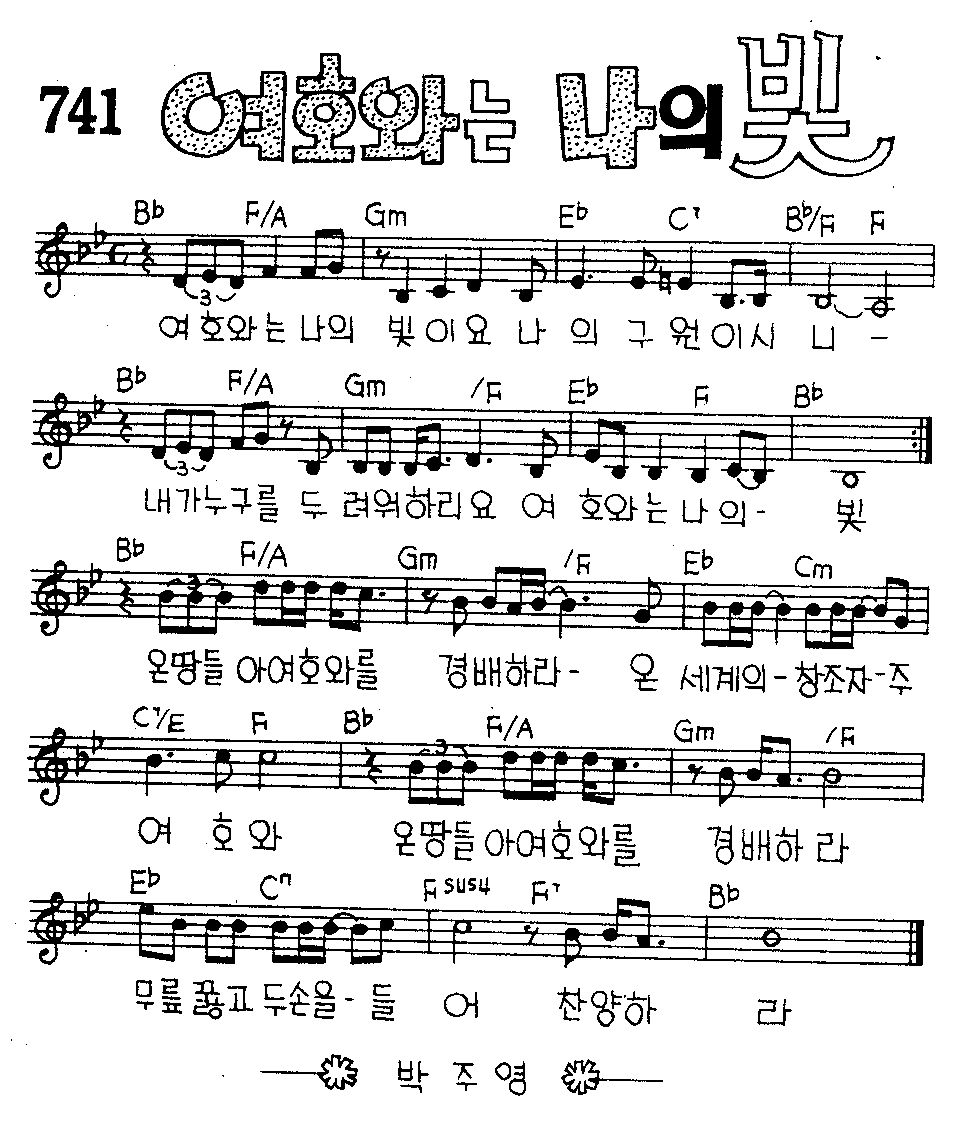 741 여호와는 나의 빛
Bb F/A Gm Eb C7 Bb/F F
3
여호와는 나의 빛이요 나 의 구 원이시 니 -
Bb F/A Gm /F Eb F Bb
3
내가누구를 두 려워하리요 여 호와는 나 의- 빛
Bb F/A Gm /F Eb Cm
3
온땅들 아여호와를 경배하라- 온 세계의-창조자-주
C7/E F Bb F/A Gm /F
3
여 호 와 온땅들 아여호와를 경배하 라
Eb C7 Fsus4 F7 Bb
무릎 꿇고 두손을- 들 어 찬양하 라
박 주 영